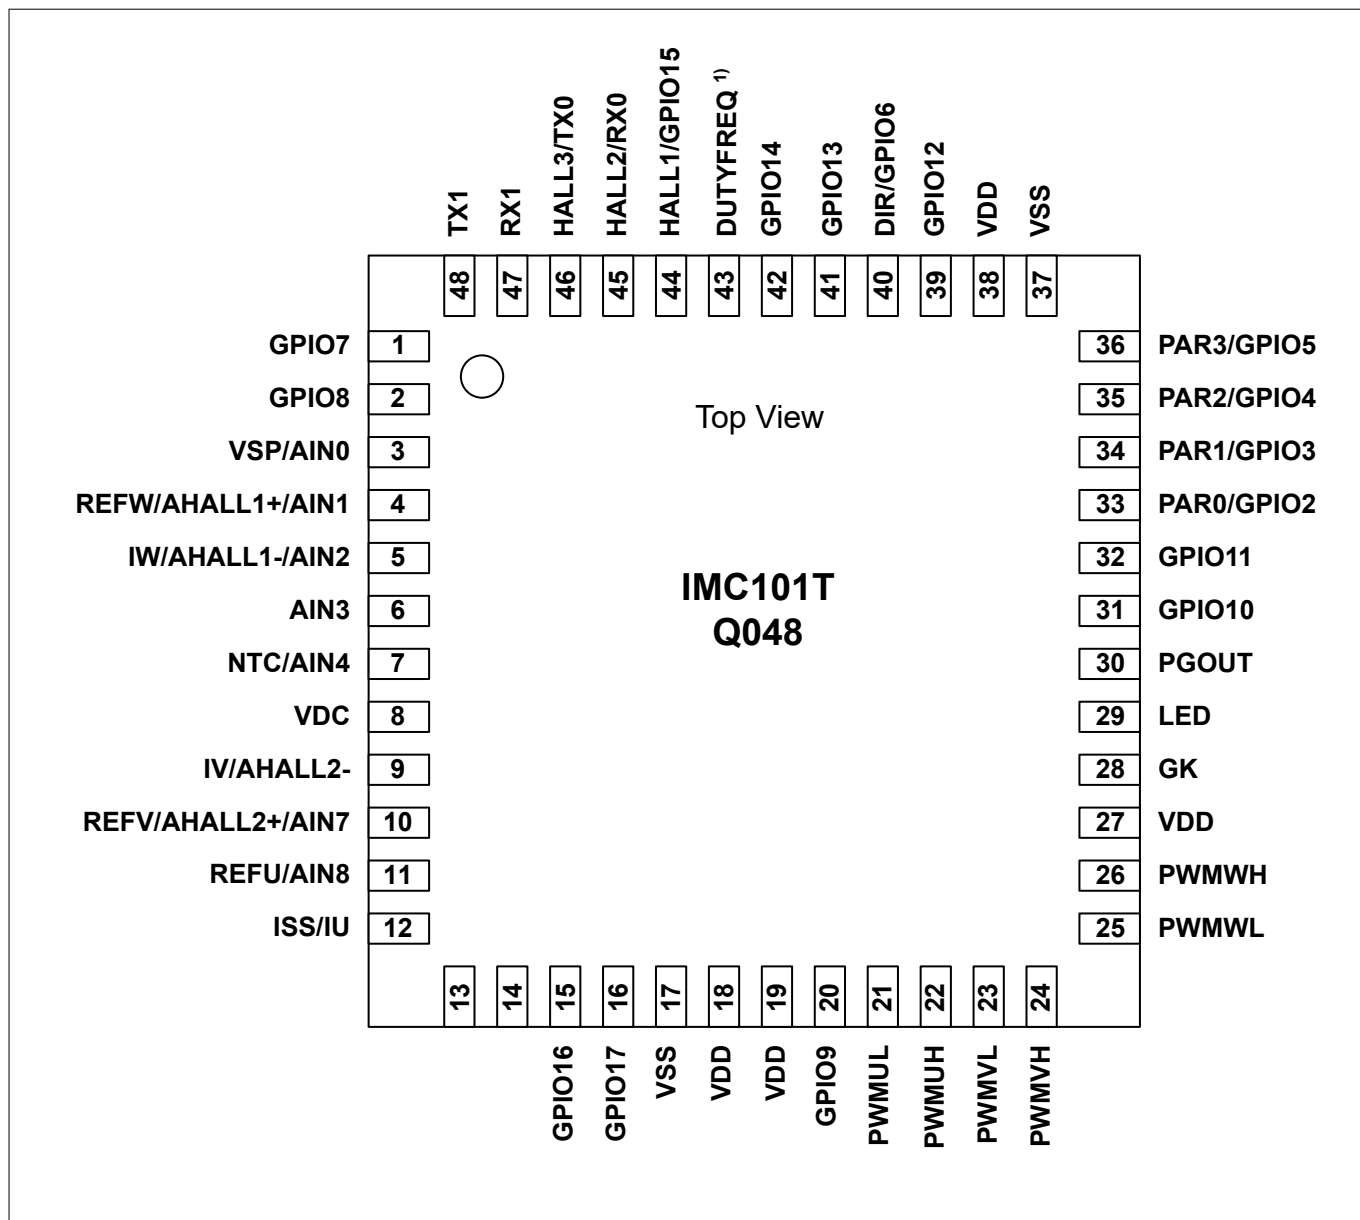 TX1
RX1
HALL3/TX0
HALL2/RX0
HALL1/GPIO15
DUTYFREQ 1)
GPIO14
GPIO13
DIR/GPIO6
GPIO12
VDD
VSS
48
47
46
45
44
43
42
41
40
39
38
37
GPIO7 1
GPIO8 2
VSP/AIN0 3
REFW/AHALL1+/AIN1 4
IW/AHALL1-/AIN2 5
AIN3 6
NTC/AIN4 7
VDC 8
IV/AHALL2- 9
REFV/AHALL2+/AIN7 10
REFU/AIN8 11
ISS/IU 12
Top View
IMC101T
Q048
36 PAR3/GPIO5
35 PAR2/GPIO4
34 PAR1/GPIO3
33 PAR0/GPIO2
32 GPIO11
31 GPIO10
30 PGOUT
29 LED
28 GK
27 VDD
26 PWMWH
25 PWMWL
13
14
15
16
17
18
19
20
21
22
23
24
GPIO16
GPIO17
VSS
VDD
VDD
GPIO9
PWMUL
PWMUH
PWMVL
PWMVH